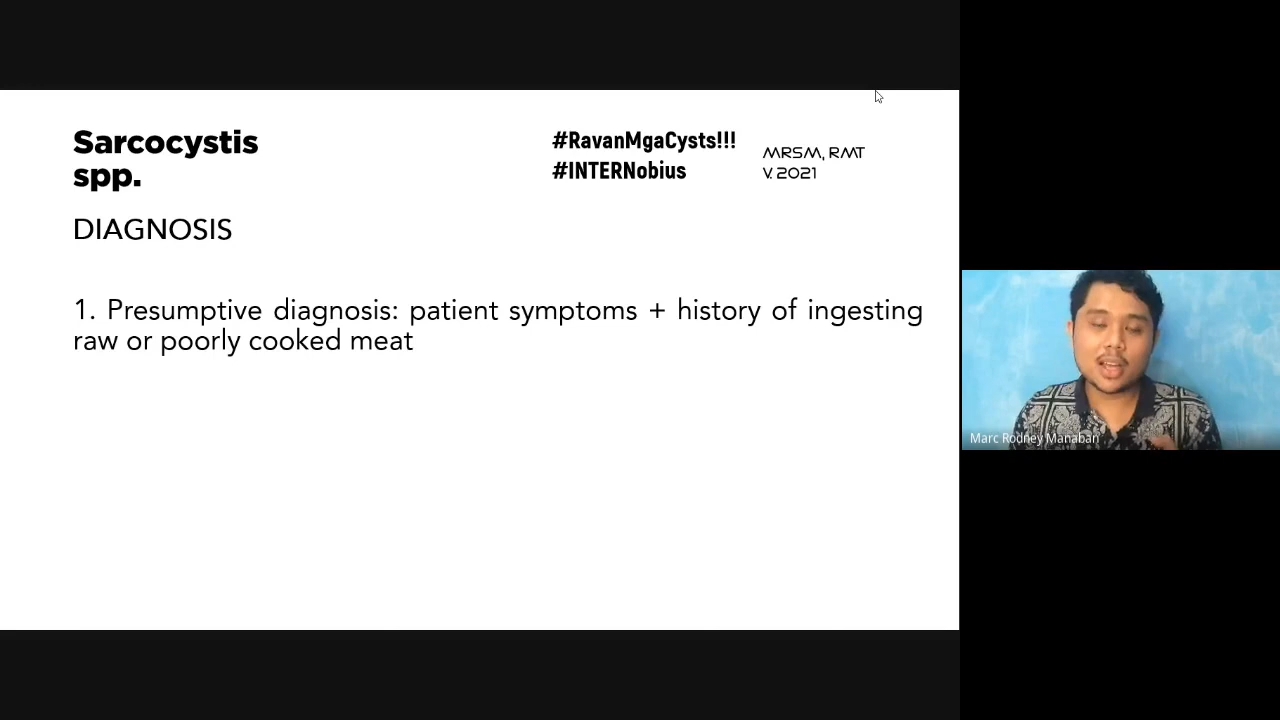 Sarcocystis
spp.
#RavanMgaCysts!!!
#INTERNobius
MRSM, RMT
V. 2021
DIAGNOSIS
1. Presumptive diagnosis: patient symptoms + history of ingesting
raw or poorly cooked meat
Marc Rodney Manaban